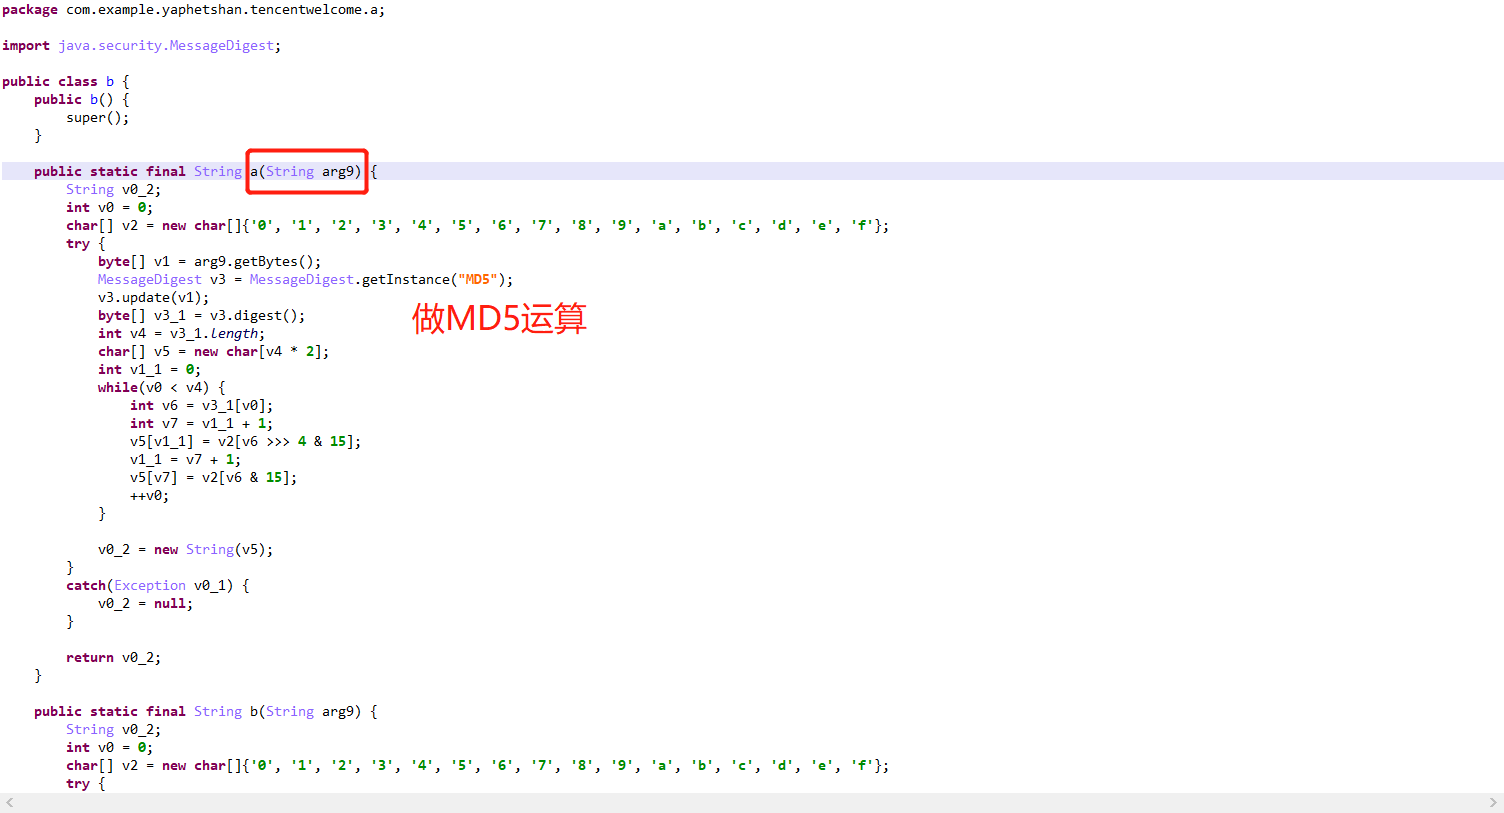 package com.example.yaphetshan.tencentwelcome.a;
import java.security.MessageDigest;
public class b {
public b() {
super();
}
public static final String a(String arg9) {
String v0_2;
int v0 = 0;
char[] v2 = new char[]{'0', '1', '2', '3', '4', '5', '6', '7', '8', '9', 'a', 'b', 'c', 'd', 'e', 'f'};
try {
byte[] v1 = arg9.getBytes();
MessageDigest v3 = MessageDigest.getInstance("MD5");
v3.update(v1);
byte[] v3_1 = v3.digest();
做MD5运算
int v4 = v3_1.length;
char[] v5 = new char[v4 * 2];
int v1_1 = 0;
while(v0 < v4) {
int v6 = v3_1[v0];
int v7 = v1_1 + 1;
v5[v1_1] = v2[v6 >>> 4 & 15];
v1_1 = v7 + 1;
v5[v7] = v2[v6 & 15];
++v0;
}
v0_2 = new String(v5);
}
catch(Exception v0_1) {
v0_2 = null;
}
return v0_2;
}
public static final String b(String arg9) {
String v0_2;
int v0 = 0;
char[] v2 = new char[]{'0', '1', '2', '3', '4', '5', '6', '7', '8', '9', 'a', 'b', 'c', 'd', 'e', 'f'};
try {